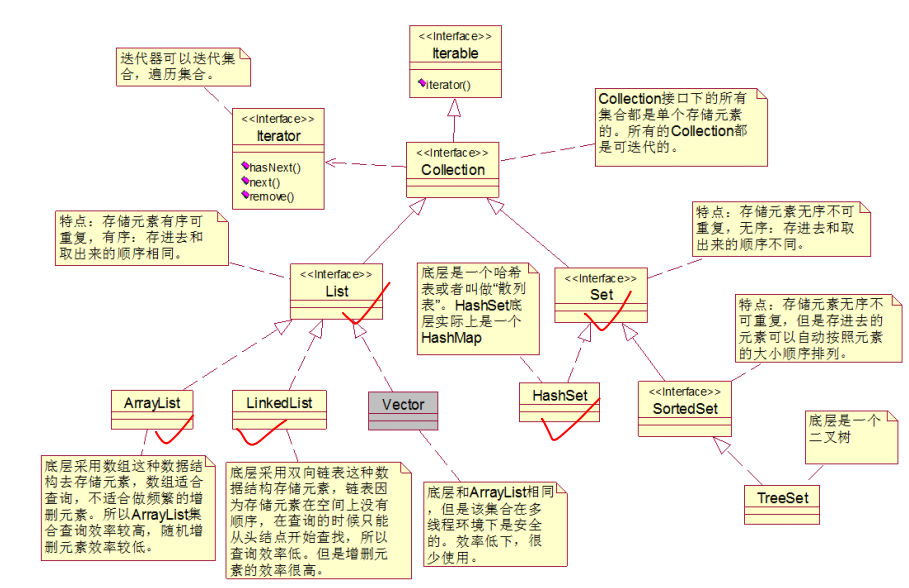 <<Interface>>
Iterable
iterator()
迭代器可以迭代集
合，遍历集合。
<<Interface>>
Iterator
hasNext()
next()
remove()
Collection接口下的所有
集合都是单个存储元素
的。所有的Collection都
是可迭代的。
<<Interface>>
Collection
特点：存储元素有序可
重复，有序：存进去和
取出来的顺序相同。
特点：存储元素无序不可
重复，无序：存进去和取
出来的顺序不同。
<<Interface>>
List
底层是一个哈希
表或者叫做“散列
表”。HashSet底
层实际上是一个
HashMap
<<Interface>>
Set
特点：存储元素无序不
可重复，但是存进去的
元素可以自动按照元素
的大小顺序排列。
ArrayList
LinkedList
Vector
HashSet
<<Interface>>
SortedSet
底层是一个
二叉树
底层采用数组这种数据结
构去存储元素，数组适合
查询，不适合做频繁的增
删元素。所以ArrayList集
合查询效率较高，随机增
删元素效率较低。
底层采用双向链表这种数
据结构存储元素，链表因
为存储元素在空间上没有
顺序，在查询的时候只能
从头结点开始查找，所以
查询效率低。但是增删元
素的效率很高。
底层和ArrayList相同
，但是该集合在多
线程环境下是安全
的。效率低下，很
少使用。
TreeSet